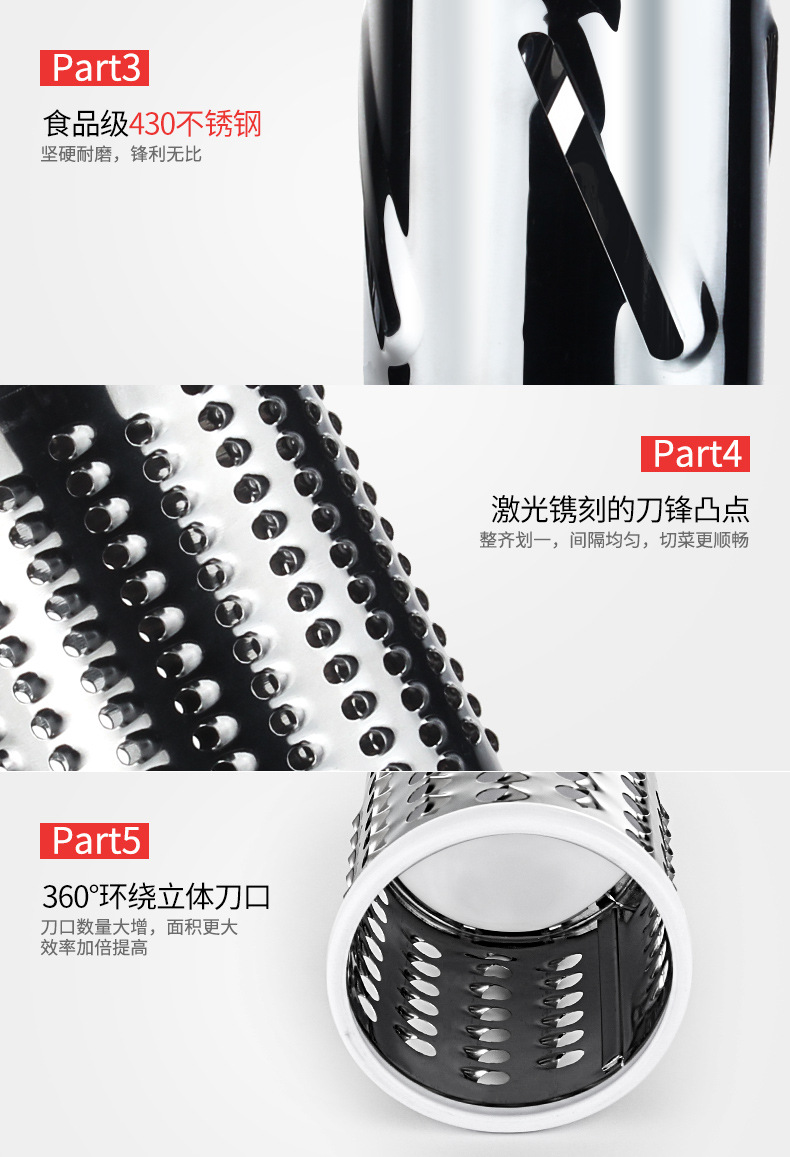 Part3
食品级430不锈钢
坚硬耐磨，锋利无比
Part4
激光镌刻的刀锋凸点
整齐划一，间隔均匀，切菜更顺畅
Part5
360°环绕立体刀口
刀口数量大增，面积更大
效率加倍提高